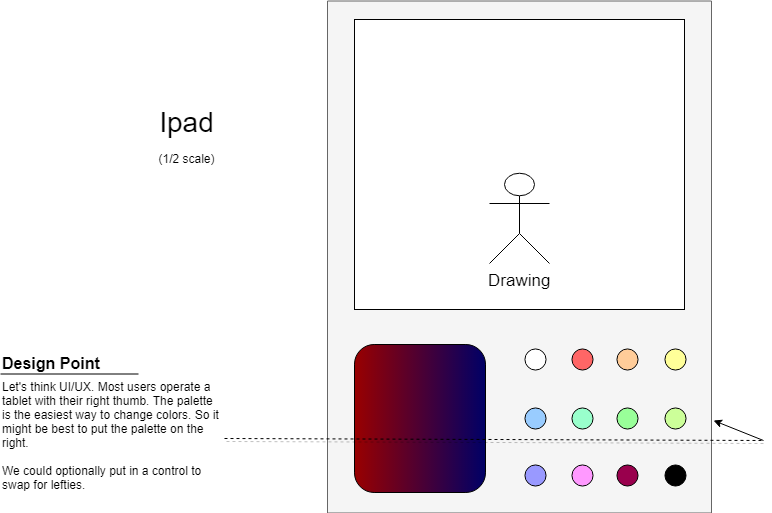 Ipad
(1/2 scale)
Drawing
Design Point
Let's think UI/UX. Most users operate a
tablet with their right thumb. The palette
is the easiest way to change colors. So it
might be best to put the palette on the
right.
We could optionally put in a control to
swap for lefties.